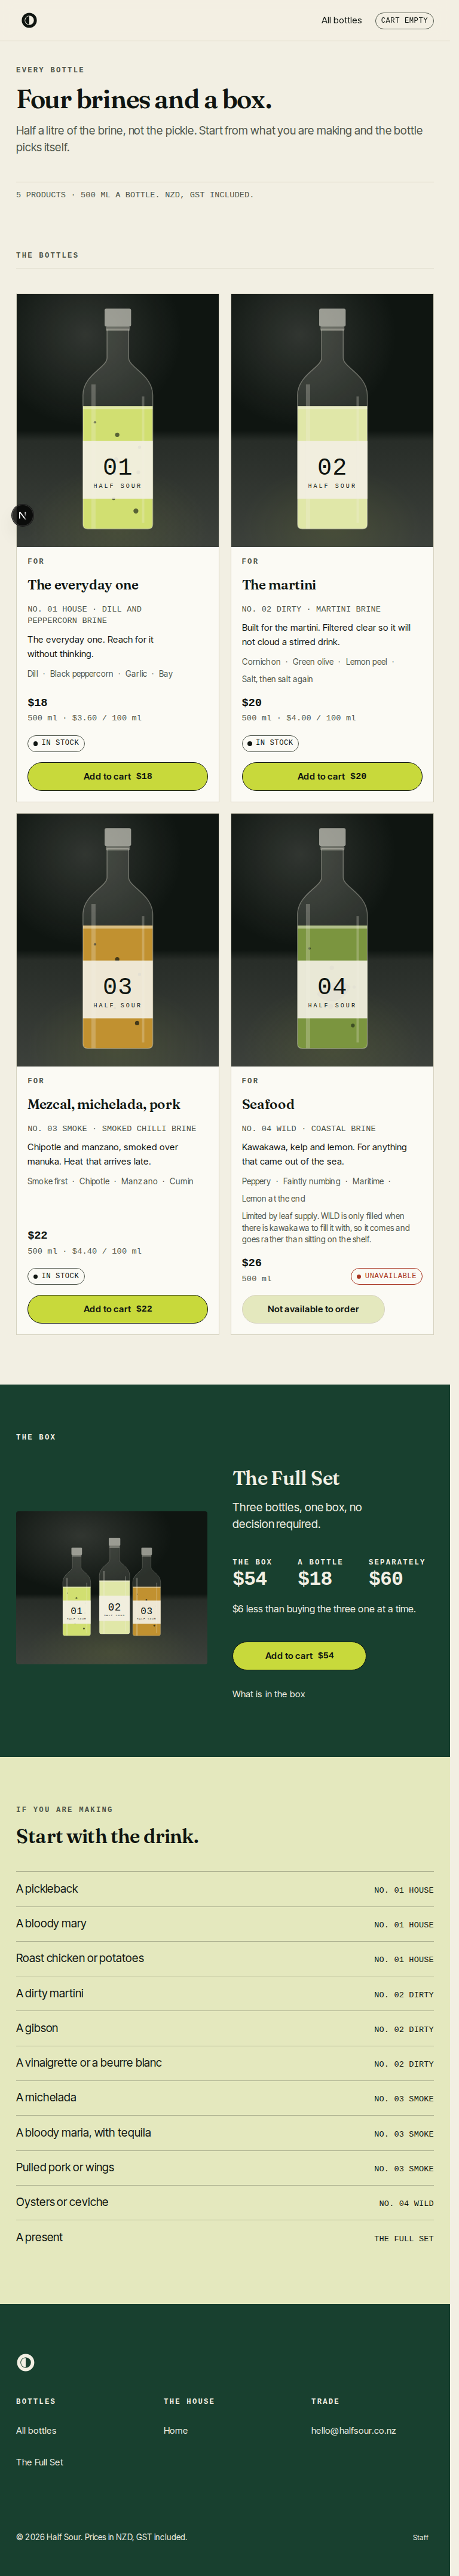 All bottles
CART EMPTY
EVERY BOTTLE
Four brines and a box.
Half a litre of the brine, not the pickle. Start from what you are making and the bottle
picks itself.
5 PRODUCTS · 500 ML A BOTTLE. NZD, GST INCLUDED.
THE BOTTLES
01
HALF SOUR
N
FOR
The everyday one
NO. 01 HOUSE · DILL AND
PEPPERCORN BRINE
The everyday one. Reach for it
without thinking.
Dill · Black peppercorn · Garlic · Bay
$18
500 ml · $3.60 / 100 ml
IN STOCK
Add to cart $18
02
HALF SOUR
FOR
The martini
NO. 02 DIRTY · MARTINI BRINE
Built for the martini. Filtered clear so it will
not cloud a stirred drink.
Cornichon · Green olive · Lemon peel ·
Salt, then salt again
$20
500 ml · $4.00 / 100 ml
IN STOCK
Add to cart $20
03
HALF SOUR
FOR
Mezcal, michelada, pork
NO. 03 SMOKE · SMOKED CHILLI BRINE
Chipotle and manzano, smoked over
manuka. Heat that arrives late.
Smoke first · Chipotle · Manzano · Cumin
$22
500 ml · $4.40 / 100 ml
IN STOCK
Add to cart $22
04
HALF SOUR
FOR
Seafood
NO. 04 WILD · COASTAL BRINE
Kawakawa, kelp and lemon. For anything
that came out of the sea.
Peppery · Faintly numbing · Maritime ·
Lemon at the end
Limited by leaf supply. WILD is only filled when
there is kawakawa to fill it with, so it comes and
goes rather than sitting on the shelf.
$26
500 ml
UNAVAILABLE
Not available to order
THE BOX
01
HALF SOUR
02
HALF SOUR
03
HALF SOUR
The Full Set
Three bottles, one box, no
decision required.
THE BOX
$54
A BOTTLE
$18
SEPARATELY
$60
$6 less than buying the three one at a time.
Add to cart $54
What is in the box
IF YOU ARE MAKING
Start with the drink.
A pickleback
NO. 01 HOUSE
A bloody mary
NO. 01 HOUSE
Roast chicken or potatoes
NO. 01 HOUSE
A dirty martini
NO. 02 DIRTY
A gibson
NO. 02 DIRTY
A vinaigrette or a beurre blanc
NO. 02 DIRTY
A michelada
NO. 03 SMOKE
A bloody maria, with tequila
NO. 03 SMOKE
Pulled pork or wings
NO. 03 SMOKE
Oysters or ceviche
NO. 04 WILD
A present
THE FULL SET
BOTTLES
All bottles
The Full Set
THE HOUSE
Home
TRADE
hello@halfsour.co.nz
© 2026 Half Sour. Prices in NZD, GST included.
Staff